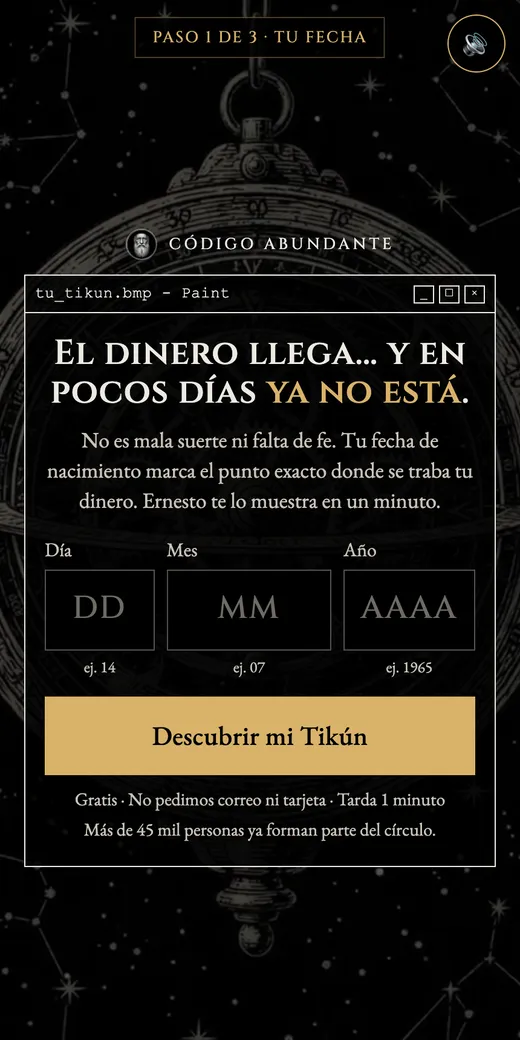 PASO 1 DE 3 · TU FECHA
CÓDIGO ABUNDANTE
tu_tikun.bmp - Paint
EL DINERO LLEGA... Y EN
POCOS DÍAS YA NO ESTÁ.
No es mala suerte ni falta de fe. Tu fecha de
nacimiento marca el punto exacto donde se traba tu
dinero. Ernesto te lo muestra en un minuto.
Día Mes Año
DD MM AAAA
ej. 14 ej. 07 ej. 1965
Descubrir mi Tikún
Gratis · No pedimos correo ni tarjeta · Tarda 1 minuto
Más de 45 mil personas ya forman parte del círculo.